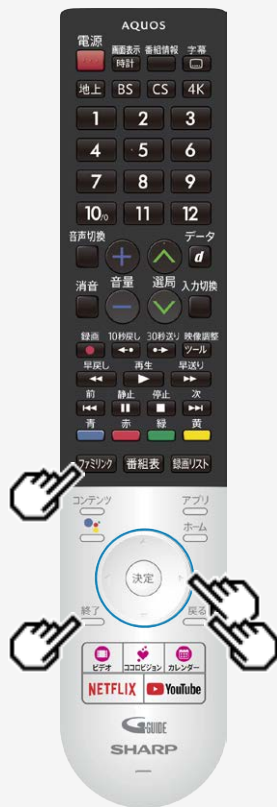 AQUOS
電源 画面表示 番組情報 字幕
時計
地上 BS CS 4K
1 2 3
4 5 6
7 8 9
10/0 11 12
音声切換 データ
d
消音 音量 選局 入力切換
録画 10秒戻し 30秒送り 映像調整
ツール
早戻し 再生 早送り
前 静止 停止 次
青 赤 緑 黄
ファミリンク 番組表 録画リスト
コンテンツ アプリ
ホーム
決定
終了 戻る
ビデオ ココロビジョン カレンダー
NETFLIX YouTube
G-GUIDE
SHARP